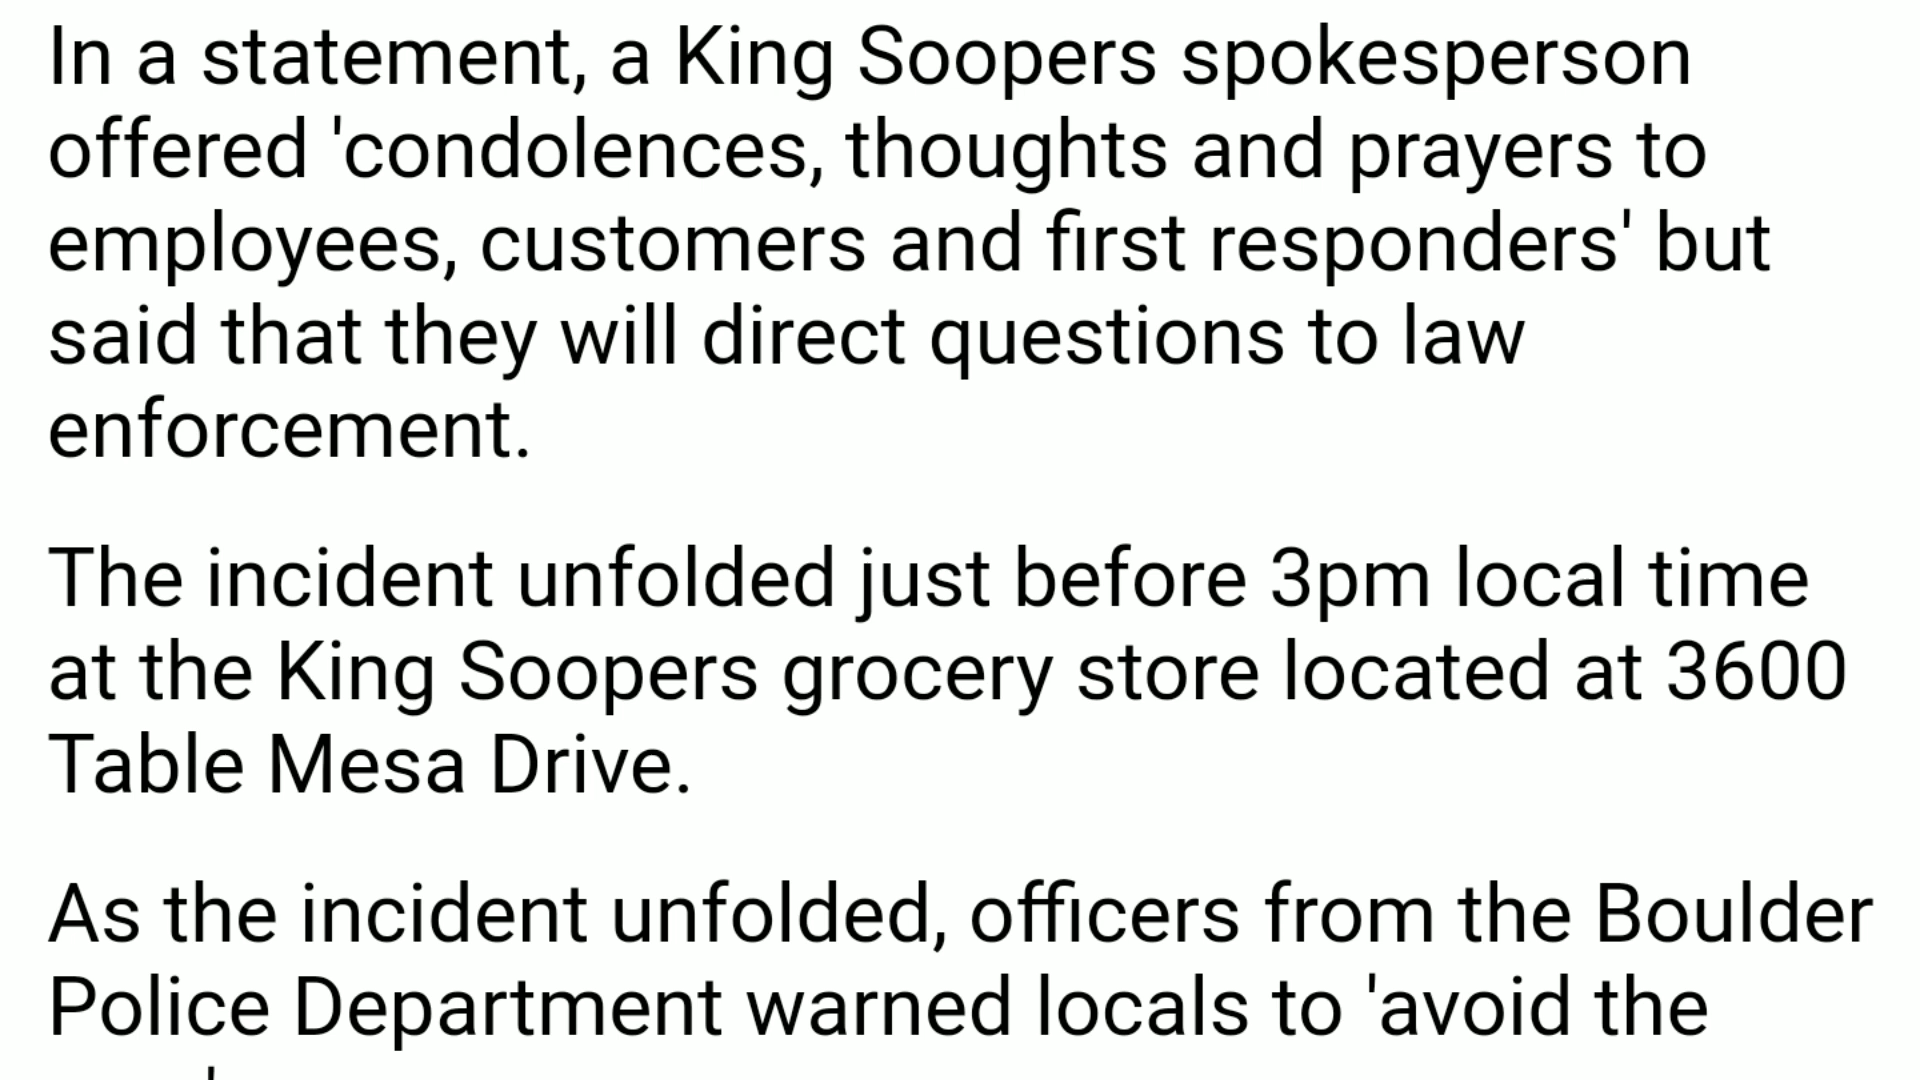 In a statement, a King Soopers spokesperson
offered 'condolences, thoughts and prayers to
employees, customers and first responders' but
said that they will direct questions to law
enforcement.
The incident unfolded just before 3pm local time
at the King Soopers grocery store located at 3600
Table Mesa Drive.
As the incident unfolded, officers from the Boulder
Police Department warned locals to 'avoid the